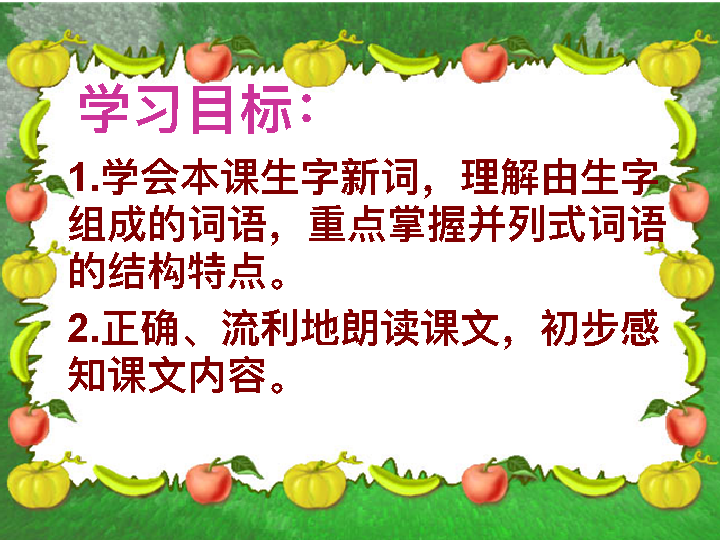 学习目标：
1.学会本课生字新词，理解由生字
组成的词语，重点掌握并列式词语
的结构特点。
2.正确、流利地朗读课文，初步感
知课文内容。